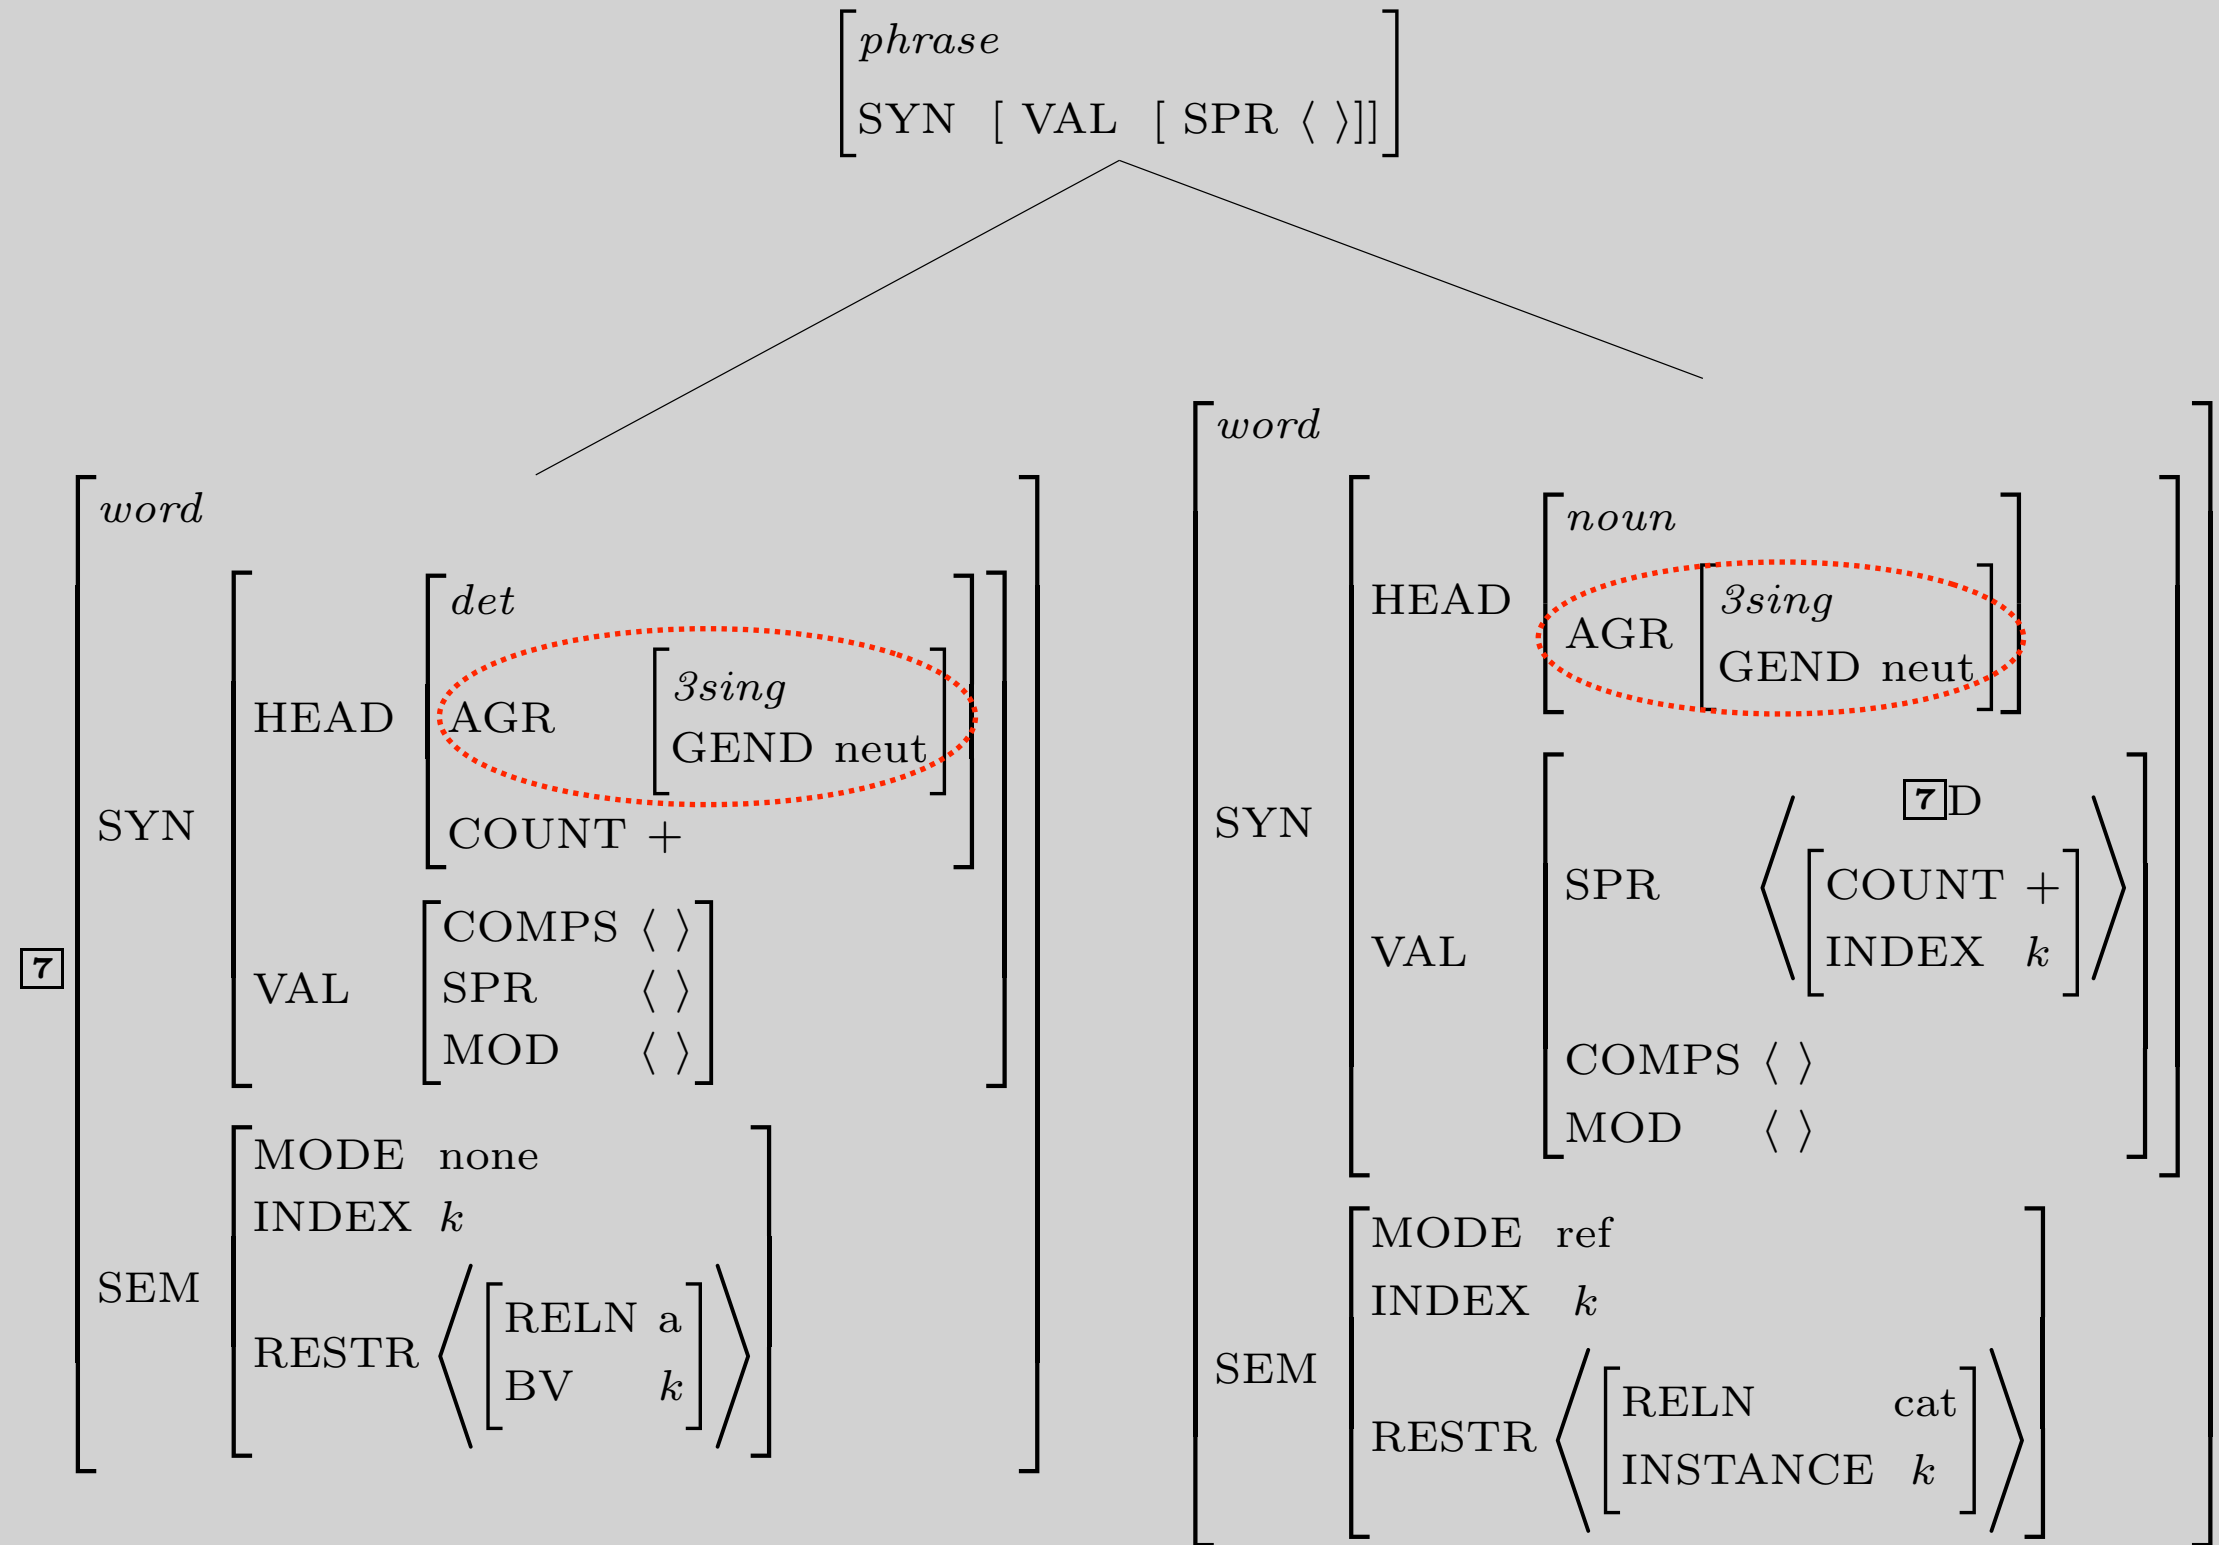 phrase
SYN [ VAL [ SPR ⟨ ⟩]]
7
word
SYN
HEAD
det
AGR
3sing
GEND neut
COUNT +
VAL
COMPS ⟨ ⟩
SPR ⟨ ⟩
MOD ⟨ ⟩
SEM
MODE none
INDEX k
RESTR
RELN a
BV k
word
SYN
HEAD
noun
AGR
3sing
GEND neut
VAL
SPR
7D
COUNT +
INDEX k
COMPS ⟨ ⟩
MOD ⟨ ⟩
SEM
MODE ref
INDEX k
RESTR
RELN cat
INSTANCE k